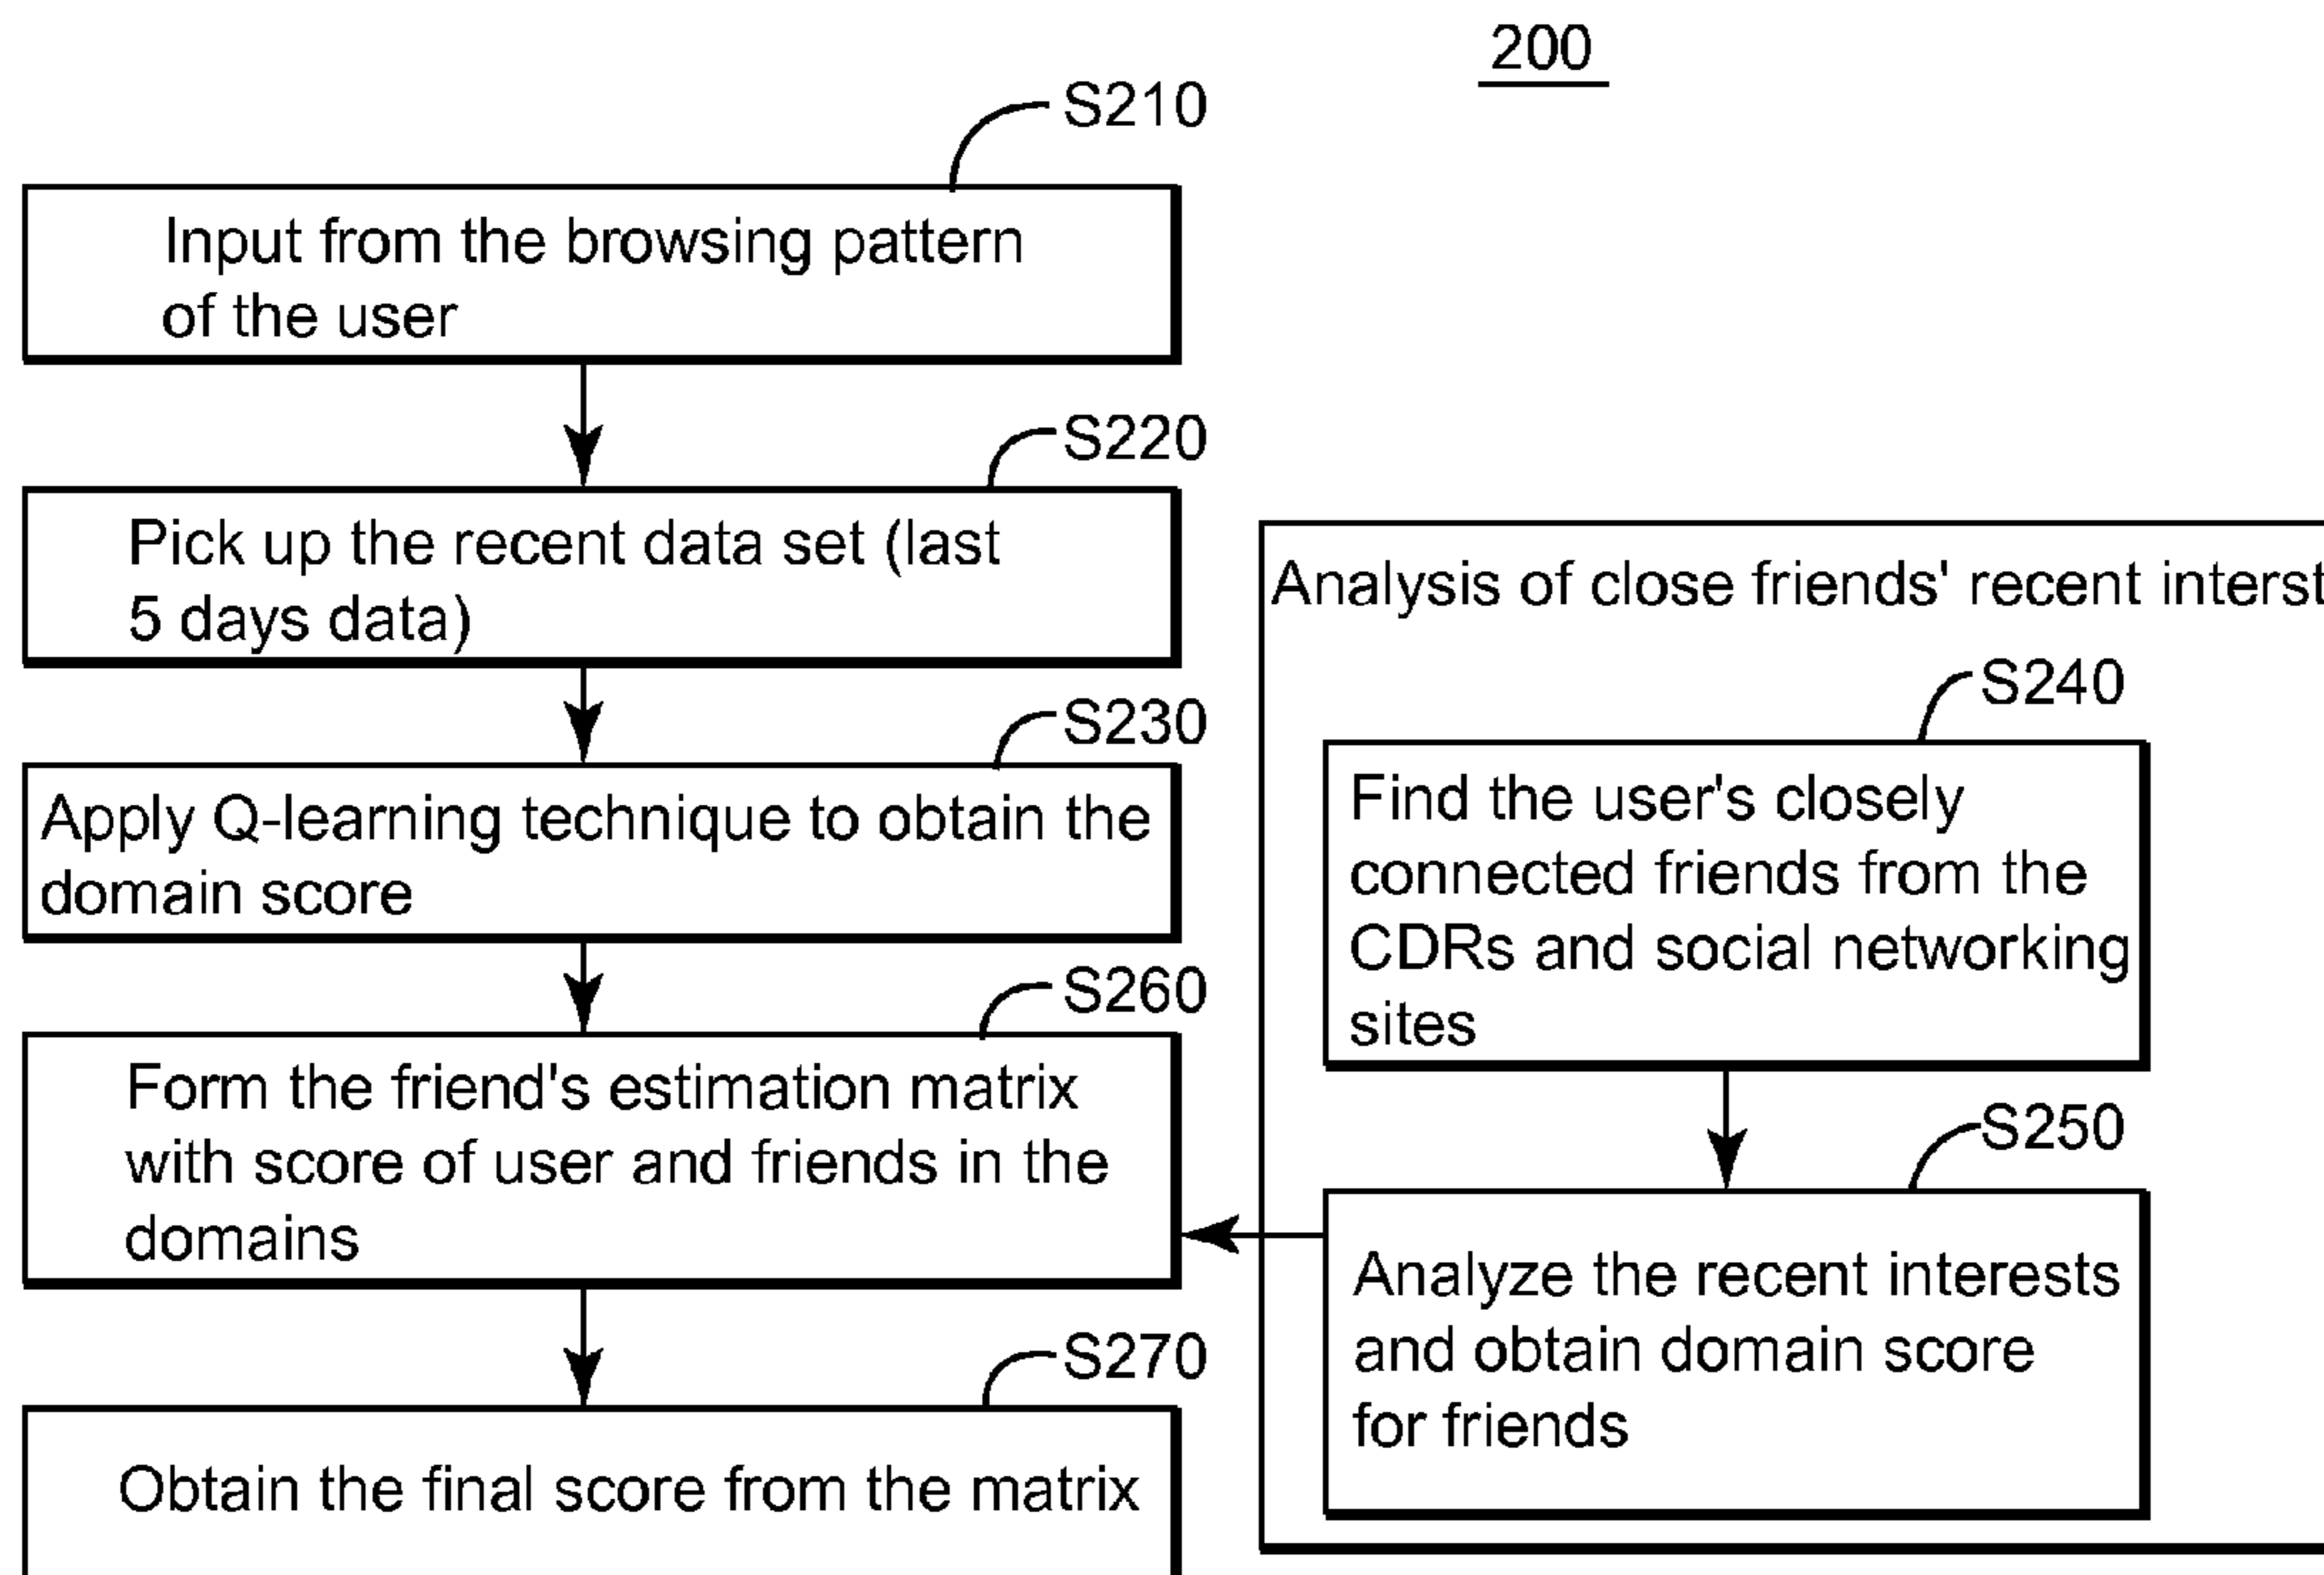 200
S210
Input from the browsing pattern
of the user
S220
Pick up the recent data set (last
5 days data)
S230
Apply Q-learning technique to obtain the
domain score
S260
Form the friend's estimation matrix
with score of user and friends in the
domains
S270
Obtain the final score from the matrix
Analysis of close friends' recent interst
S240
Find the user's closely
connected friends from the
CDRs and social networking
sites
S250
Analyze the recent interests
and obtain domain score
for friends